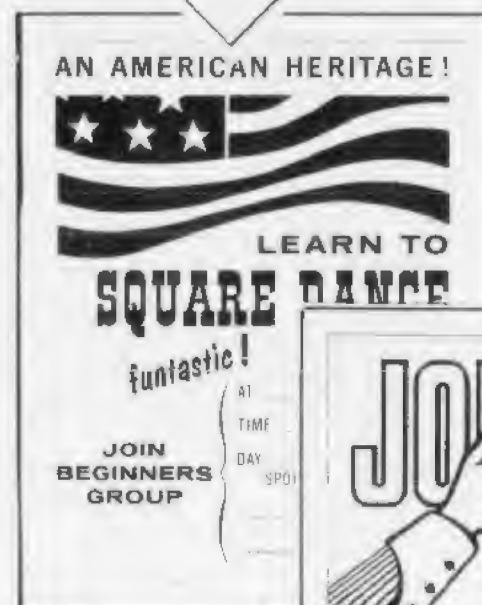 AN AMERICAN HERITAGE!
LEARN TO
SQUARE DANCE
funtastic!
AT
TIME
DAY
JOIN
BEGINNERS
GROUP